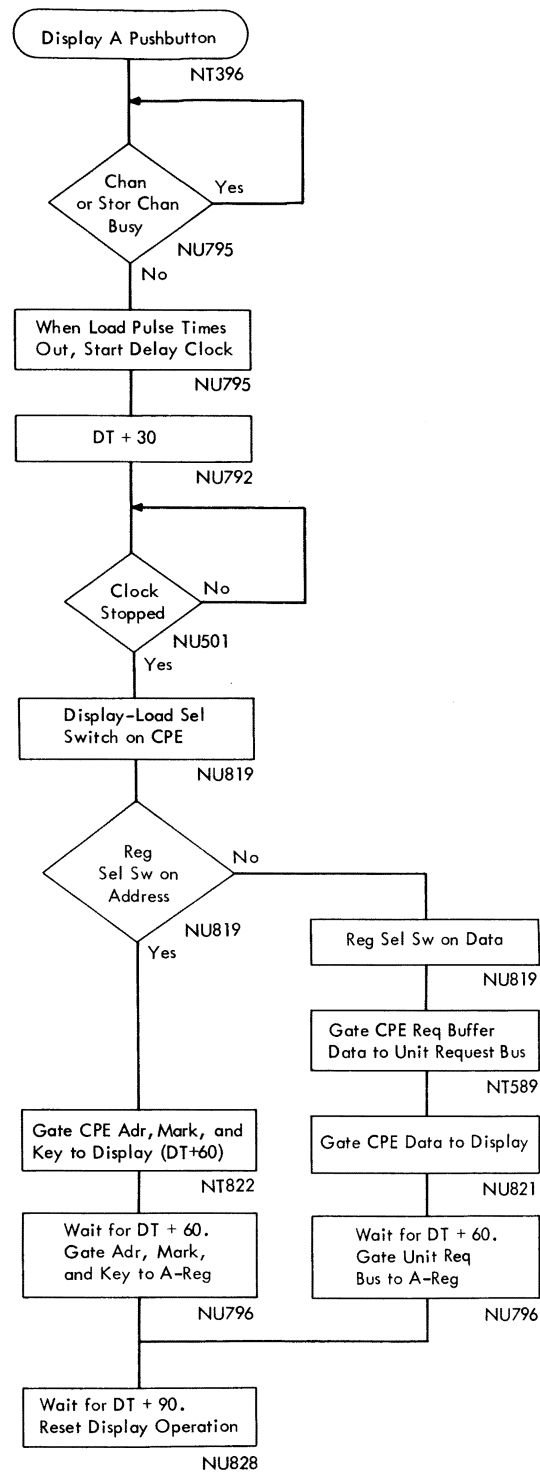 Display A Pushbutton
NT396
Chan
or Stor Chan
Busy
Yes
NU795
No
When Load Pulse Times
Out, Start Delay Clock
NU795
DT + 30
NU792
Clock
Stopped
No
NU501
Yes
Display-Load Sel
Switch on CPE
NU819
Reg
Sel Sw on
Address
No
NU819
Yes
Reg Sel Sw on Data
NU819
Gate CPE Req Buffer
Data to Unit Request Bus
NT589
Gate CPE Adr, Mark, and
Key to Display (DT+60)
NT822
Gate CPE Data to Display
NU821
Wait for DT + 60.
Gate Adr, Mark,
and Key to A-Reg
NU796
Wait for DT + 60.
Gate Unit Req
Bus to A-Reg
NU796
Wait for DT + 90.
Reset Display Operation
NU828